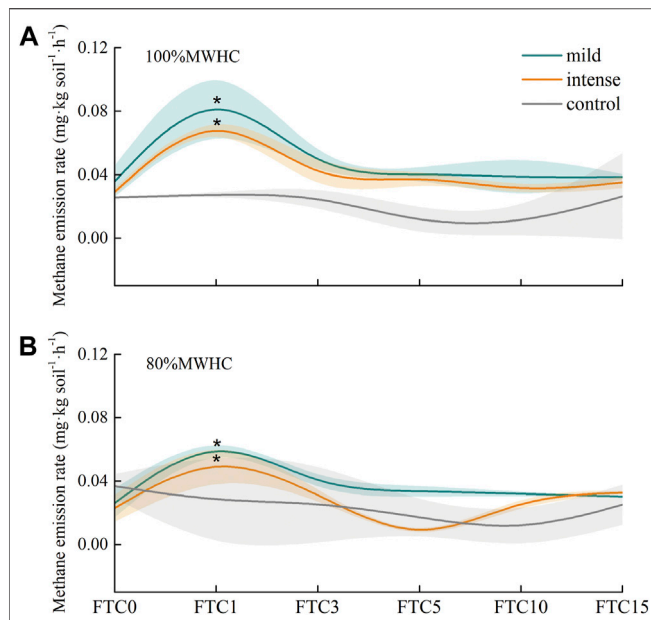 A
100%MWHC
mild
intense
control
Methane emission rate (mg·kg soil⁻¹·h⁻¹)
0.12
0.08
0.04
0.00
*
*
B
80%MWHC
Methane emission rate (mg·kg soil⁻¹·h⁻¹)
0.12
0.08
0.04
0.00
*
*
FTC0 FTC1 FTC3 FTC5 FTC10 FTC15